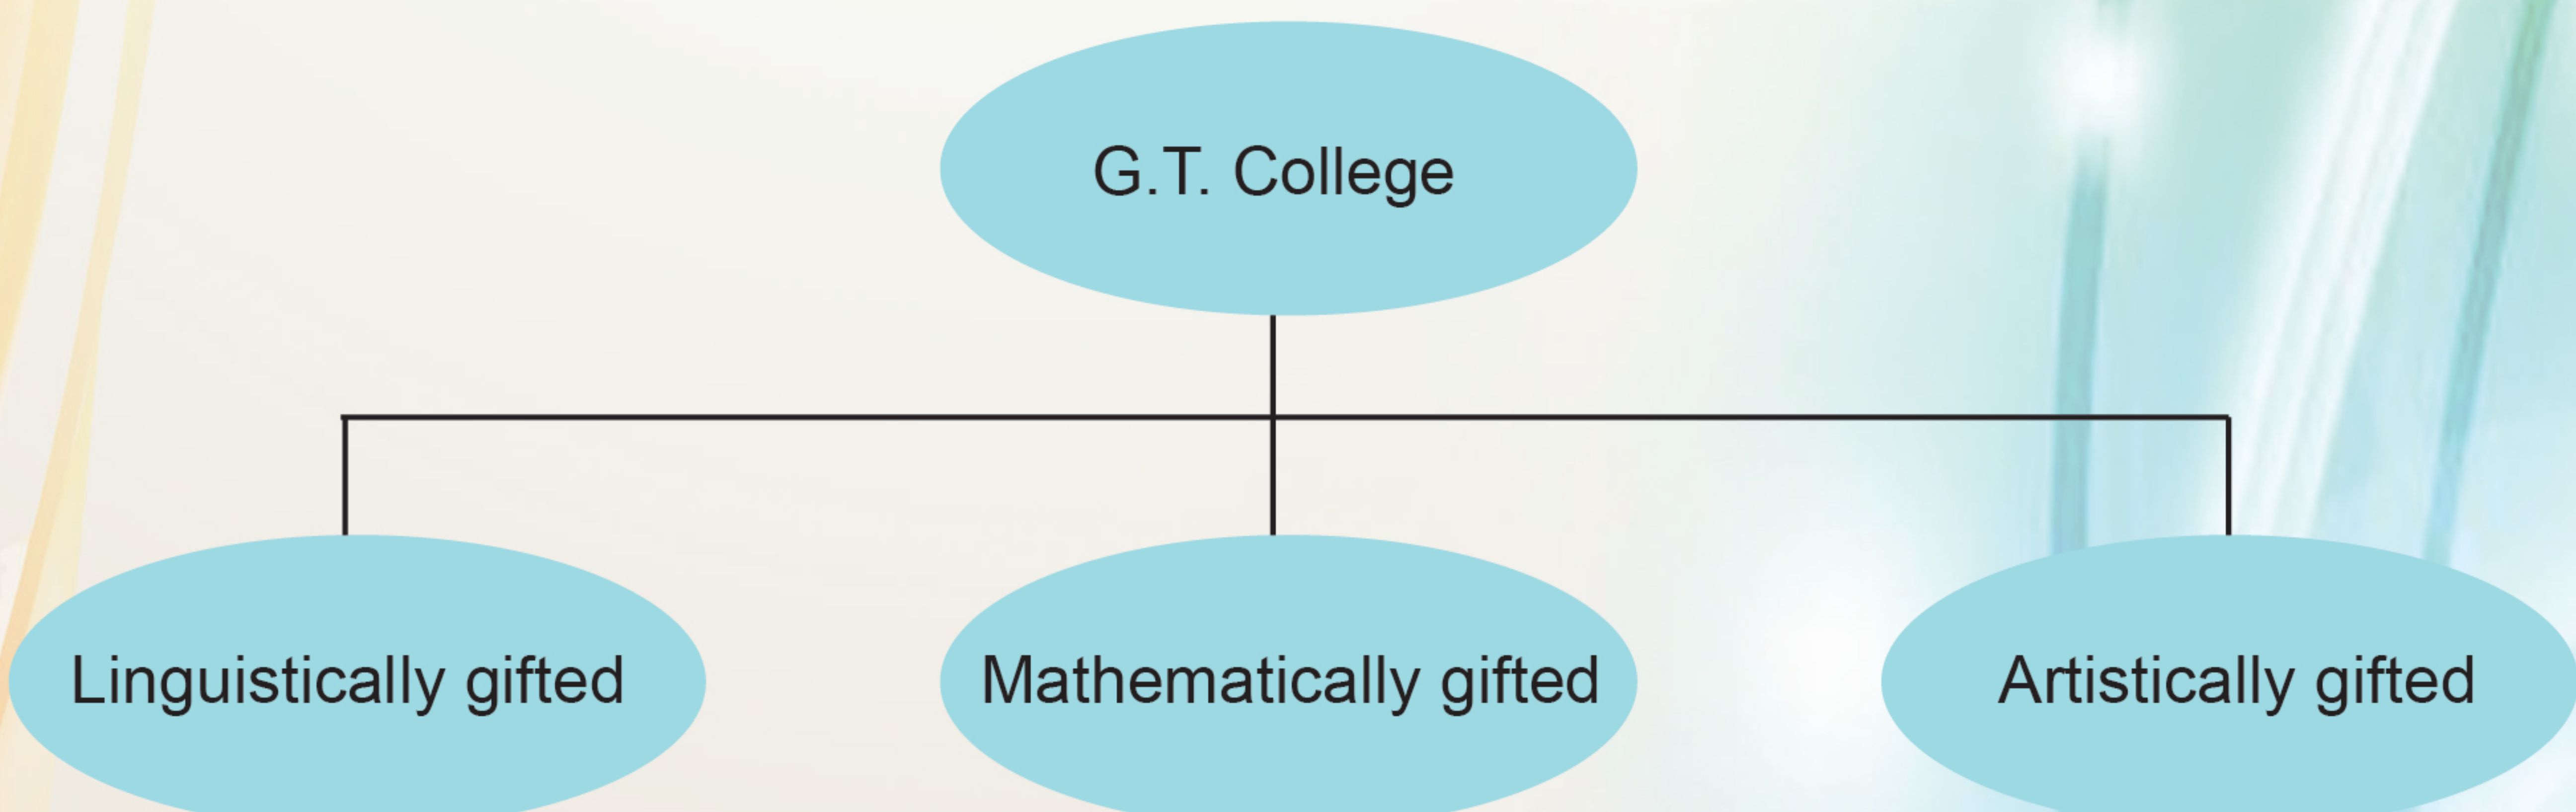 G.T. College
Linguistically gifted
Mathematically gifted
Artistically gifted